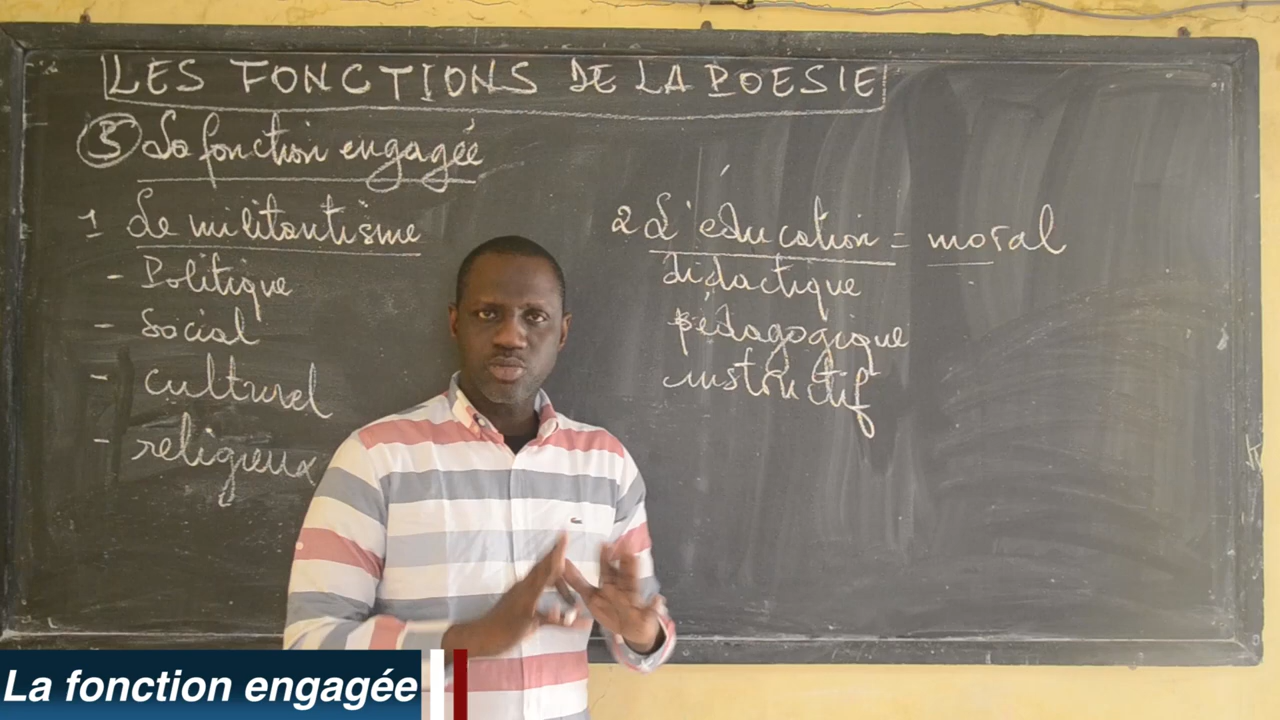 LES FONCTIONS DE LA POESIE
③ La fonction engagée
1 Le militantisme
- Politique
- Social
- culturel
- religieux
2 L'éducation = moral
didactique
pédagogique
instructif
La fonction engagée